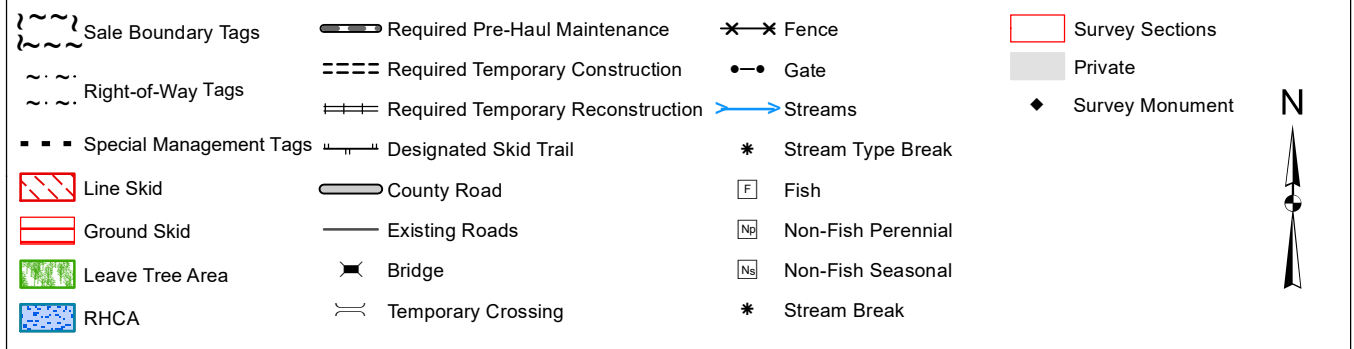 Sale Boundary Tags
Right-of-Way Tags
Special Management Tags
Line Skid
Ground Skid
Leave Tree Area
RHCA
Required Pre-Haul Maintenance
Required Temporary Construction
Required Temporary Reconstruction
Designated Skid Trail
County Road
Existing Roads
Bridge
Temporary Crossing
Fence
Gate
Streams
Stream Type Break
F Fish
Np Non-Fish Perennial
Ns Non-Fish Seasonal
Stream Break
Survey Sections
Private
Survey Monument
N